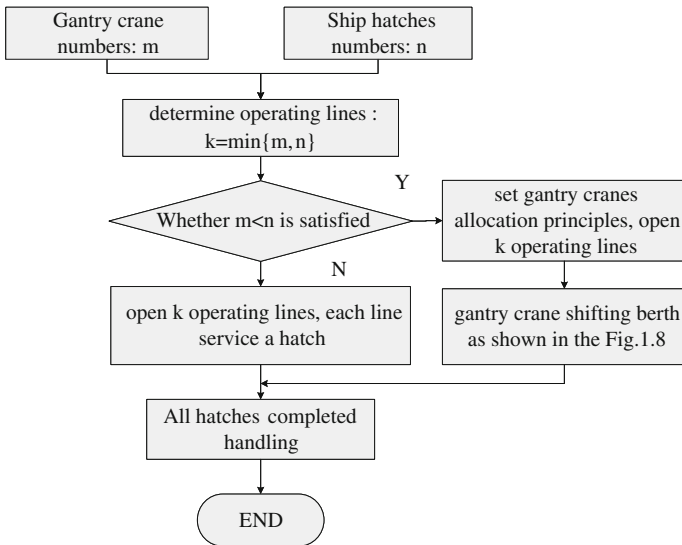 Gantry crane
numbers: m
Ship hatches
numbers: n
determine operating lines :
k=min{m,n}
Y
Whether m<n is satisfied
set gantry cranes
allocation principles, open
k operating lines
N
open k operating lines, each line
service a hatch
gantry crane shifting berth
as shown in the Fig.1.8
All hatches completed
handling
END